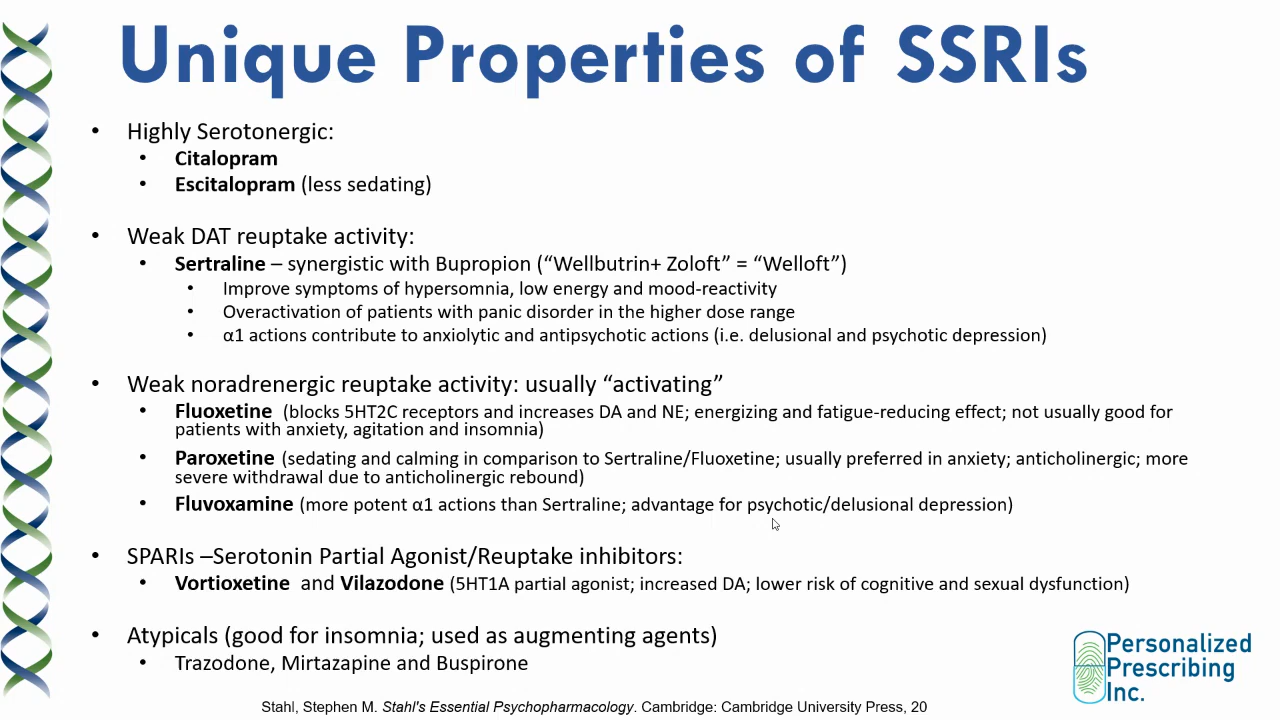 Unique Properties of SSRIs
• Highly Serotonergic:
• Citalopram
• Escitalopram (less sedating)
• Weak DAT reuptake activity:
• Sertraline – synergistic with Bupropion (“Wellbutrin+ Zoloft” = “Welloft”)
• Improve symptoms of hypersomnia, low energy and mood-reactivity
• Overactivation of patients with panic disorder in the higher dose range
• α1 actions contribute to anxiolytic and antipsychotic actions (i.e. delusional and psychotic depression)
• Weak noradrenergic reuptake activity: usually “activating”
• Fluoxetine (blocks 5HT2C receptors and increases DA and NE; energizing and fatigue-reducing effect; not usually good for
patients with anxiety, agitation and insomnia)
• Paroxetine (sedating and calming in comparison to Sertraline/Fluoxetine; usually preferred in anxiety; anticholinergic; more
severe withdrawal due to anticholinergic rebound)
• Fluvoxamine (more potent α1 actions than Sertraline; advantage for psychotic/delusional depression)
• SPARIs –Serotonin Partial Agonist/Reuptake inhibitors:
• Vortioxetine and Vilazodone (5HT1A partial agonist; increased DA; lower risk of cognitive and sexual dysfunction)
• Atypicals (good for insomnia; used as augmenting agents)
• Trazodone, Mirtazapine and Buspirone
Personalized
Prescribing
Inc.
Stahl, Stephen M. Stahl's Essential Psychopharmacology. Cambridge: Cambridge University Press, 20